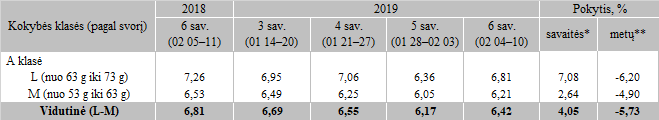 Kokybės klasės (pagal svorį) 2018 2019 Pokytis, %
6 sav. (02 05–11) 3 sav. (01 14–20) 4 sav. (01 21–27) 5 sav. (01 28–02 03) 6 sav. (02 04–10) savaitės* metų**
A klasė
L (nuo 63 g iki 73 g) 7,26 6,95 7,06 6,36 6,81 7,08 -6,20
M (nuo 53 g iki 63 g) 6,53 6,49 6,25 6,05 6,21 2,64 -4,90
Vidutinė (L-M) 6,81 6,69 6,55 6,17 6,42 4,05 -5,73